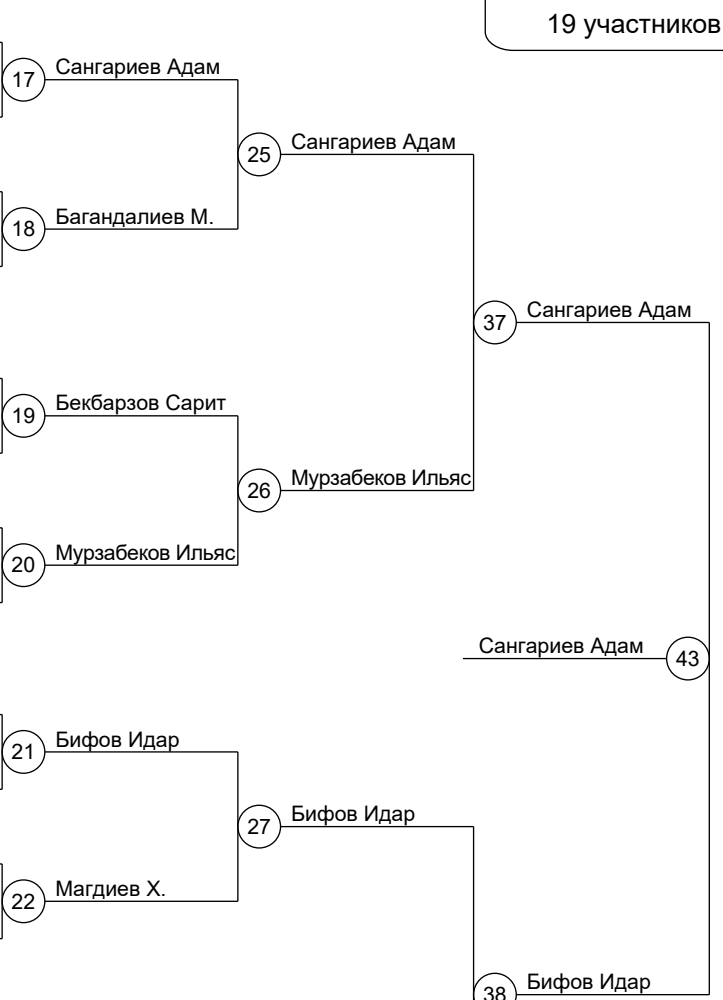 19 участников
17 Сангариев Адам
25 Сангариев Адам
18 Багандалиев М.
37 Сангариев Адам
19 Бекбарзов Сарит
26 Мурзабеков Ильяс
20 Мурзабеков Ильяс
Сангариев Адам 43
21 Бифов Идар
27 Бифов Идар
22 Магдиев Х.
38 Бифов Идар